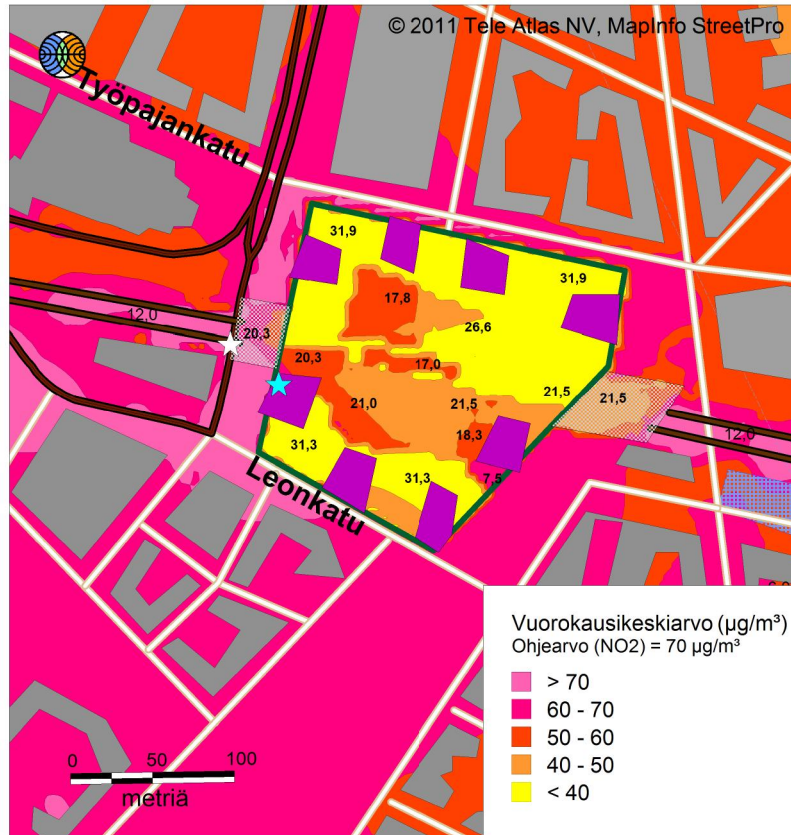 © 2011 Tele Atlas NV, MapInfo StreetPro
Työpajankatu
31,9
31,9
17,8
26,6
12,0
20,3
20,3
17,0
21,5
21,5
21,0
21,5
18,3
12,0
31,3
31,3
7,5
Leonkatu
Vuorokausikeskiarvo (µg/m³)
Ohjearvo (NO2) = 70 µg/m³
> 70
60 - 70
50 - 60
40 - 50
< 40
0 50 100
metriä